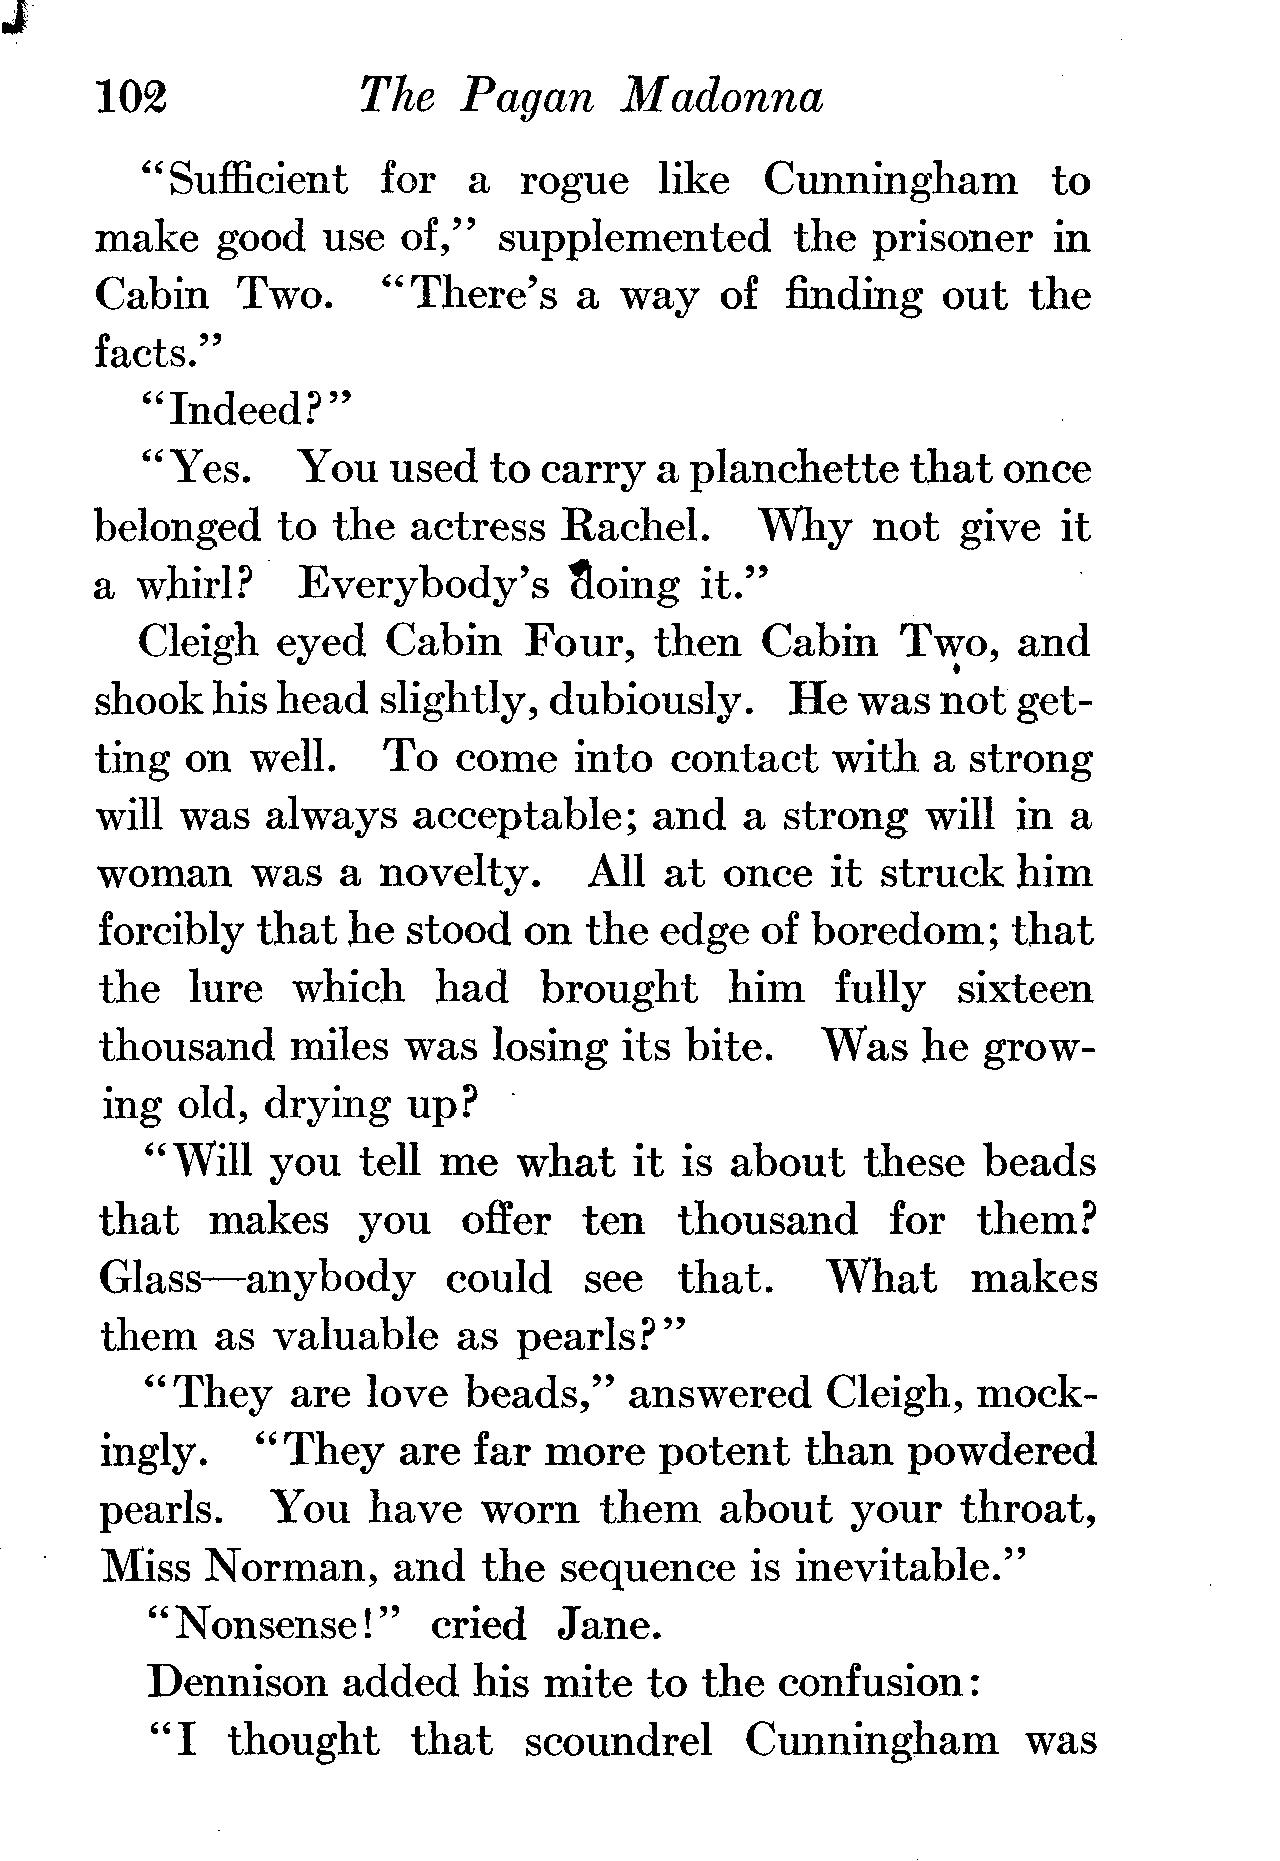 102 The Pagan Madonna
“Sufficient for a rogue like Cunningham to
make good use of,” supplemented the prisoner in
Cabin Two. “There’s a way of finding out the
facts.”
“Indeed?”
“Yes. You used to carry a planchette that once
belonged to the actress Rachel. Why not give it
a whirl? Everybody’s doing it.”
Cleigh eyed Cabin Four, then Cabin Two, and
shook his head slightly, dubiously. He was not get-
ting on well. To come into contact with a strong
will was always acceptable; and a strong will in a
woman was a novelty. All at once it struck him
forcibly that he stood on the edge of boredom; that
the lure which had brought him fully sixteen
thousand miles was losing its bite. Was he grow-
ing old, drying up?
“Will you tell me what it is about these beads
that makes you offer ten thousand for them?
Glass—anybody could see that. What makes
them as valuable as pearls?”
“They are love beads,” answered Cleigh, mock-
ingly. “They are far more potent than powdered
pearls. You have worn them about your throat,
Miss Norman, and the sequence is inevitable.”
“Nonsense!” cried Jane.
Dennison added his mite to the confusion:
“I thought that scoundrel Cunningham was